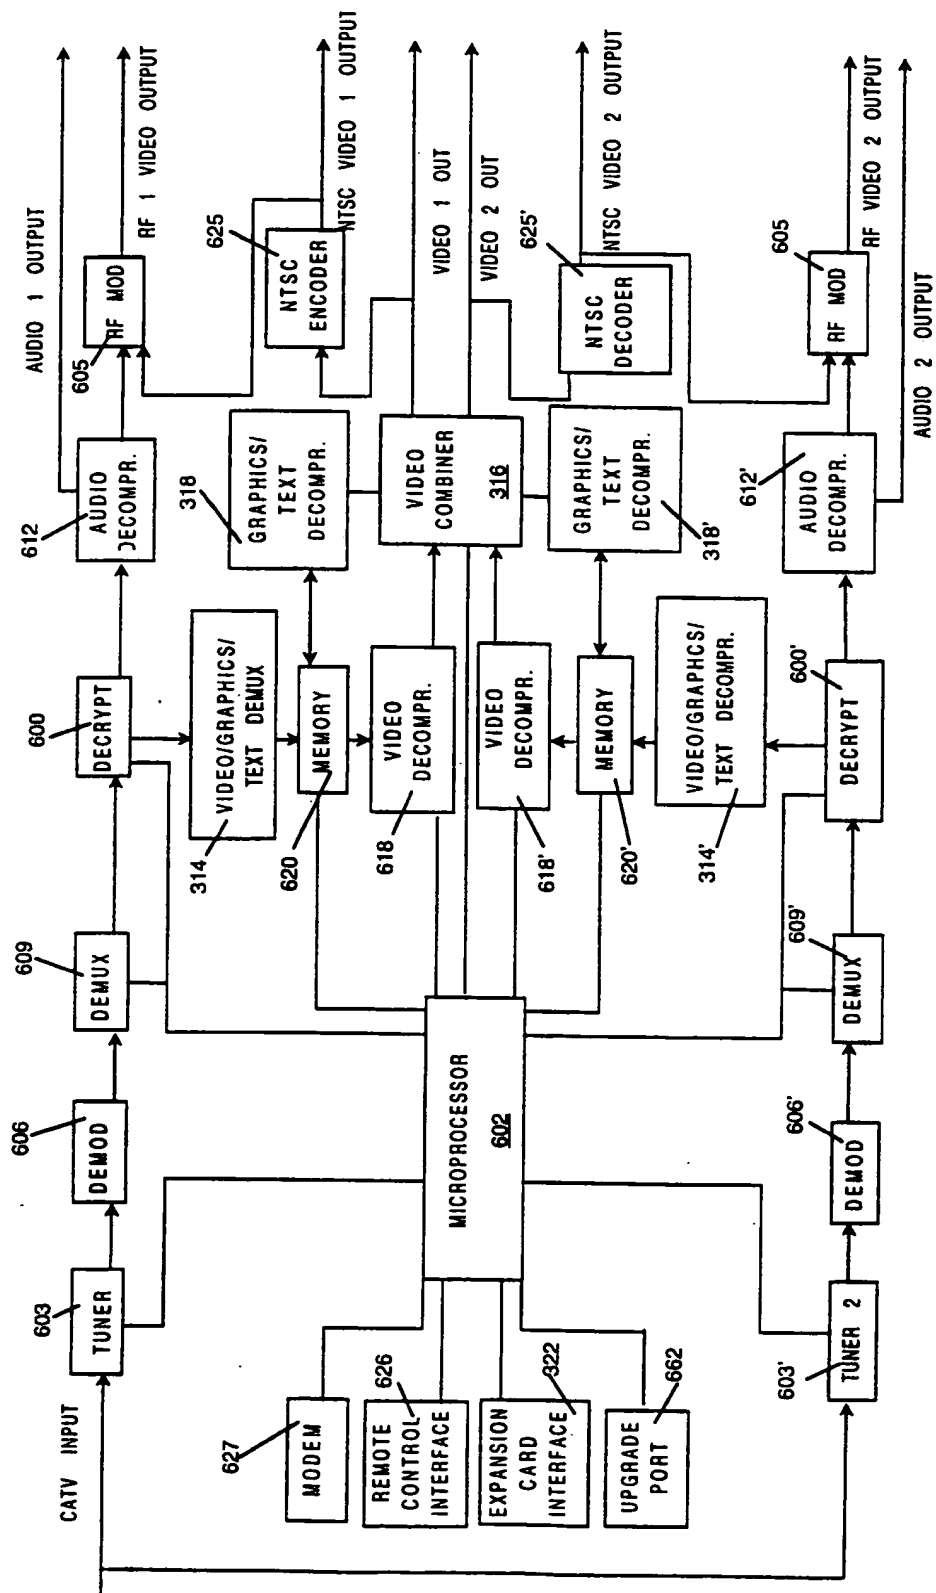 CATV INPUT
603
TUNER
606
DEMOD
609
DEMUX
600
DECRYPT
612
AUDIO
DECOMPR.
605
RF MOD
AUDIO 1 OUTPUT
RF 1 VIDEO OUTPUT
314
VIDEO/GRAPHICS/
TEXT DEMUX
318
GRAPHICS/
TEXT
DECOMPR.
625
NTSC
ENCODER
NTSC VIDEO 1 OUTPUT
627
MODEM
620
MEMORY
626
REMOTE
CONTROL
INTERFACE
618
VIDEO
DECOMPR.
VIDEO 1 OUT
MICROPROCESSOR
602
VIDEO
COMBINER
316
VIDEO 2 OUT
322
EXPANSION
CARD
INTERFACE
618'
VIDEO
DECOMPR.
625'
NTSC
DECODER
NTSC VIDEO 2 OUTPUT
662
UPGRADE
PORT
620'
MEMORY
GRAPHICS/
TEXT
DECOMPR.
318'
314'
VIDEO/GRAPHCS/
TEXT DECOMPR.
603'
TUNER 2
606'
DEMOD
609'
DEMUX
600'
DECRYPT
612'
AUDIO
DECOMPR.
605
RF MOD
RF VIDEO 2 OUTPUT
AUDIO 2 OUTPUT